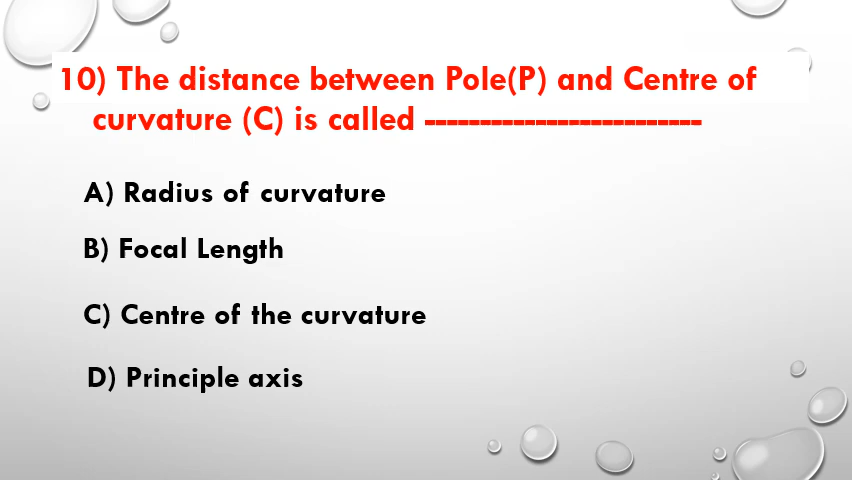 10) The distance between Pole(P) and Centre of
curvature (C) is called -------------------------
A) Radius of curvature
B) Focal Length
C) Centre of the curvature
D) Principle axis